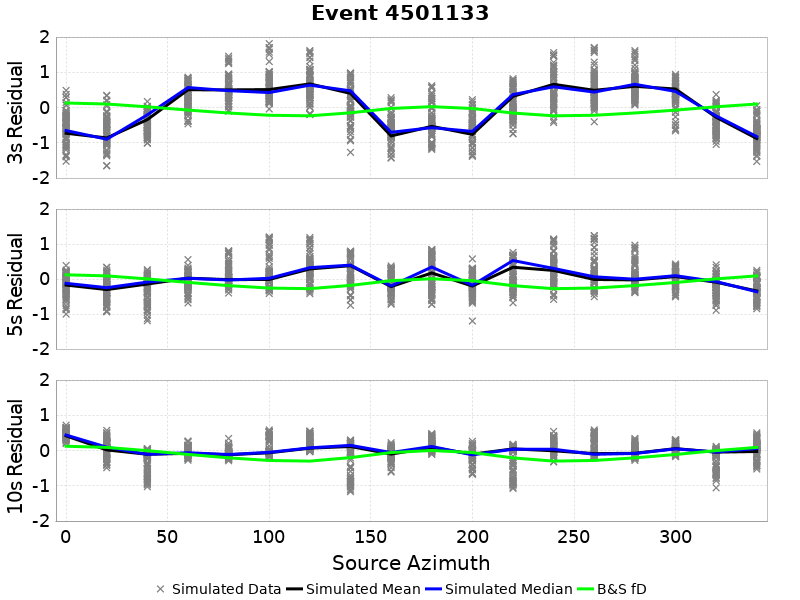 Event 4501133
3s Residual
2
1
0
-1
-2
5s Residual
2
1
0
-1
-2
10s Residual
2
1
0
-1
-2
0 50 100 150 200 250 300
Source Azimuth
Simulated Data Simulated Mean Simulated Median B&S fD